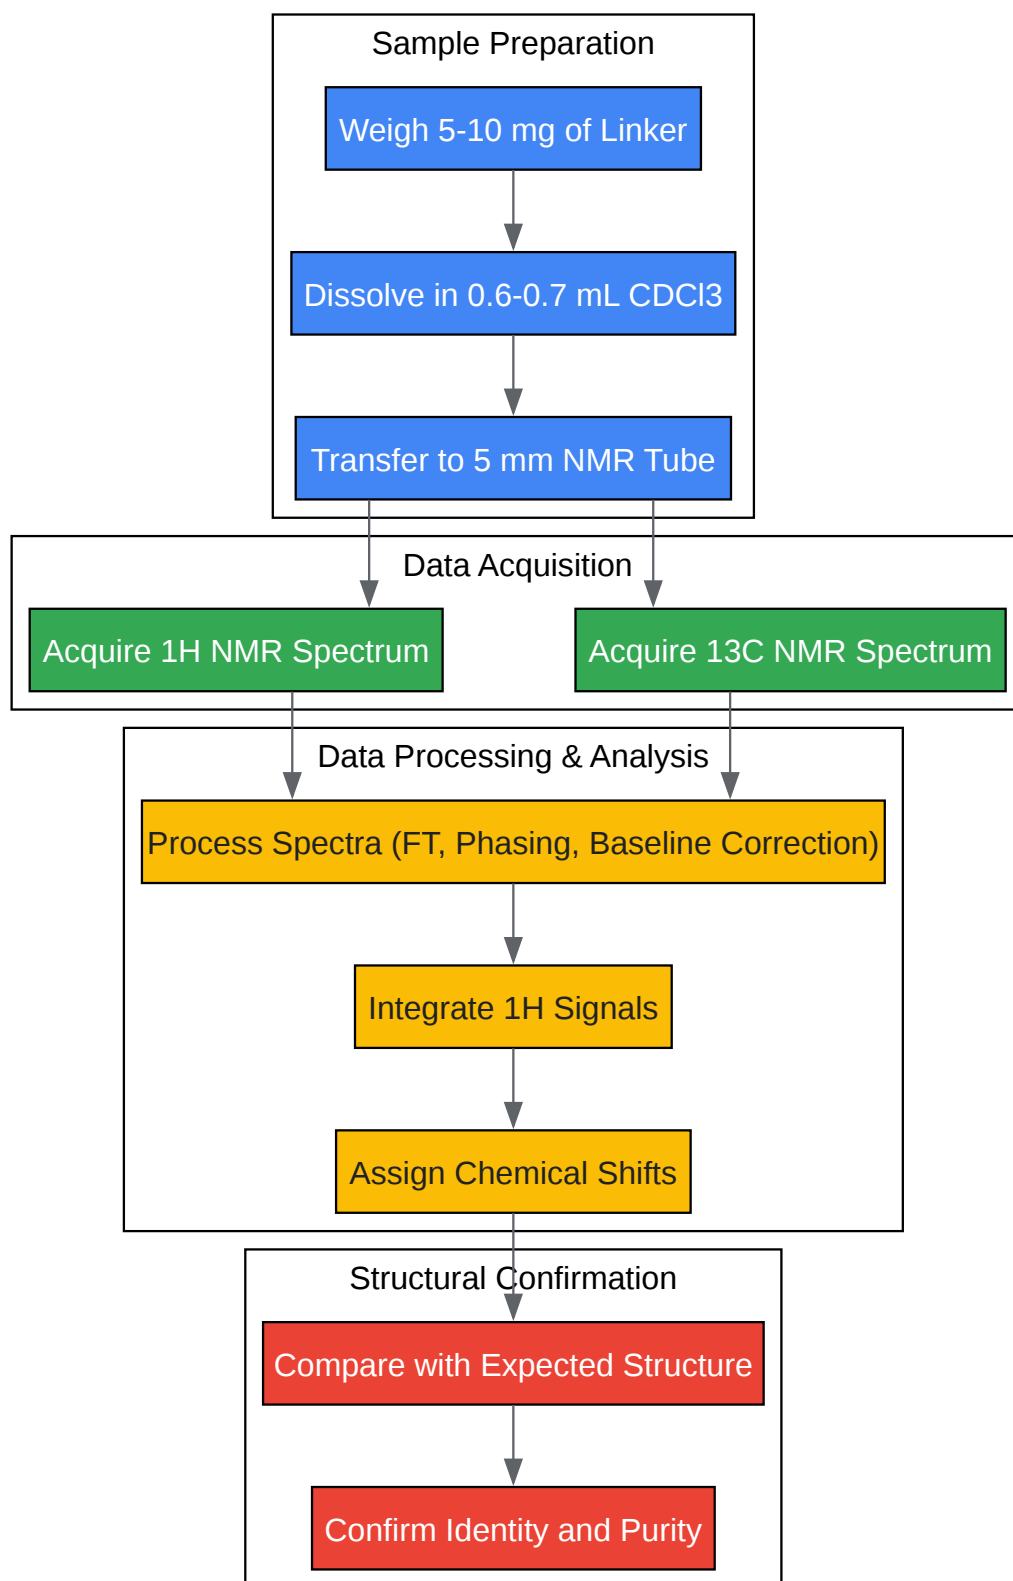 Sample Preparation
Weigh 5-10 mg of Linker
Dissolve in 0.6-0.7 mL CDCl3
Transfer to 5 mm NMR Tube
Data Acquisition
Acquire 1H NMR Spectrum
Acquire 13C NMR Spectrum
Data Processing & Analysis
Process Spectra (FT, Phasing, Baseline Correction)
Integrate 1H Signals
Assign Chemical Shifts
Structural Confirmation
Compare with Expected Structure
Confirm Identity and Purity